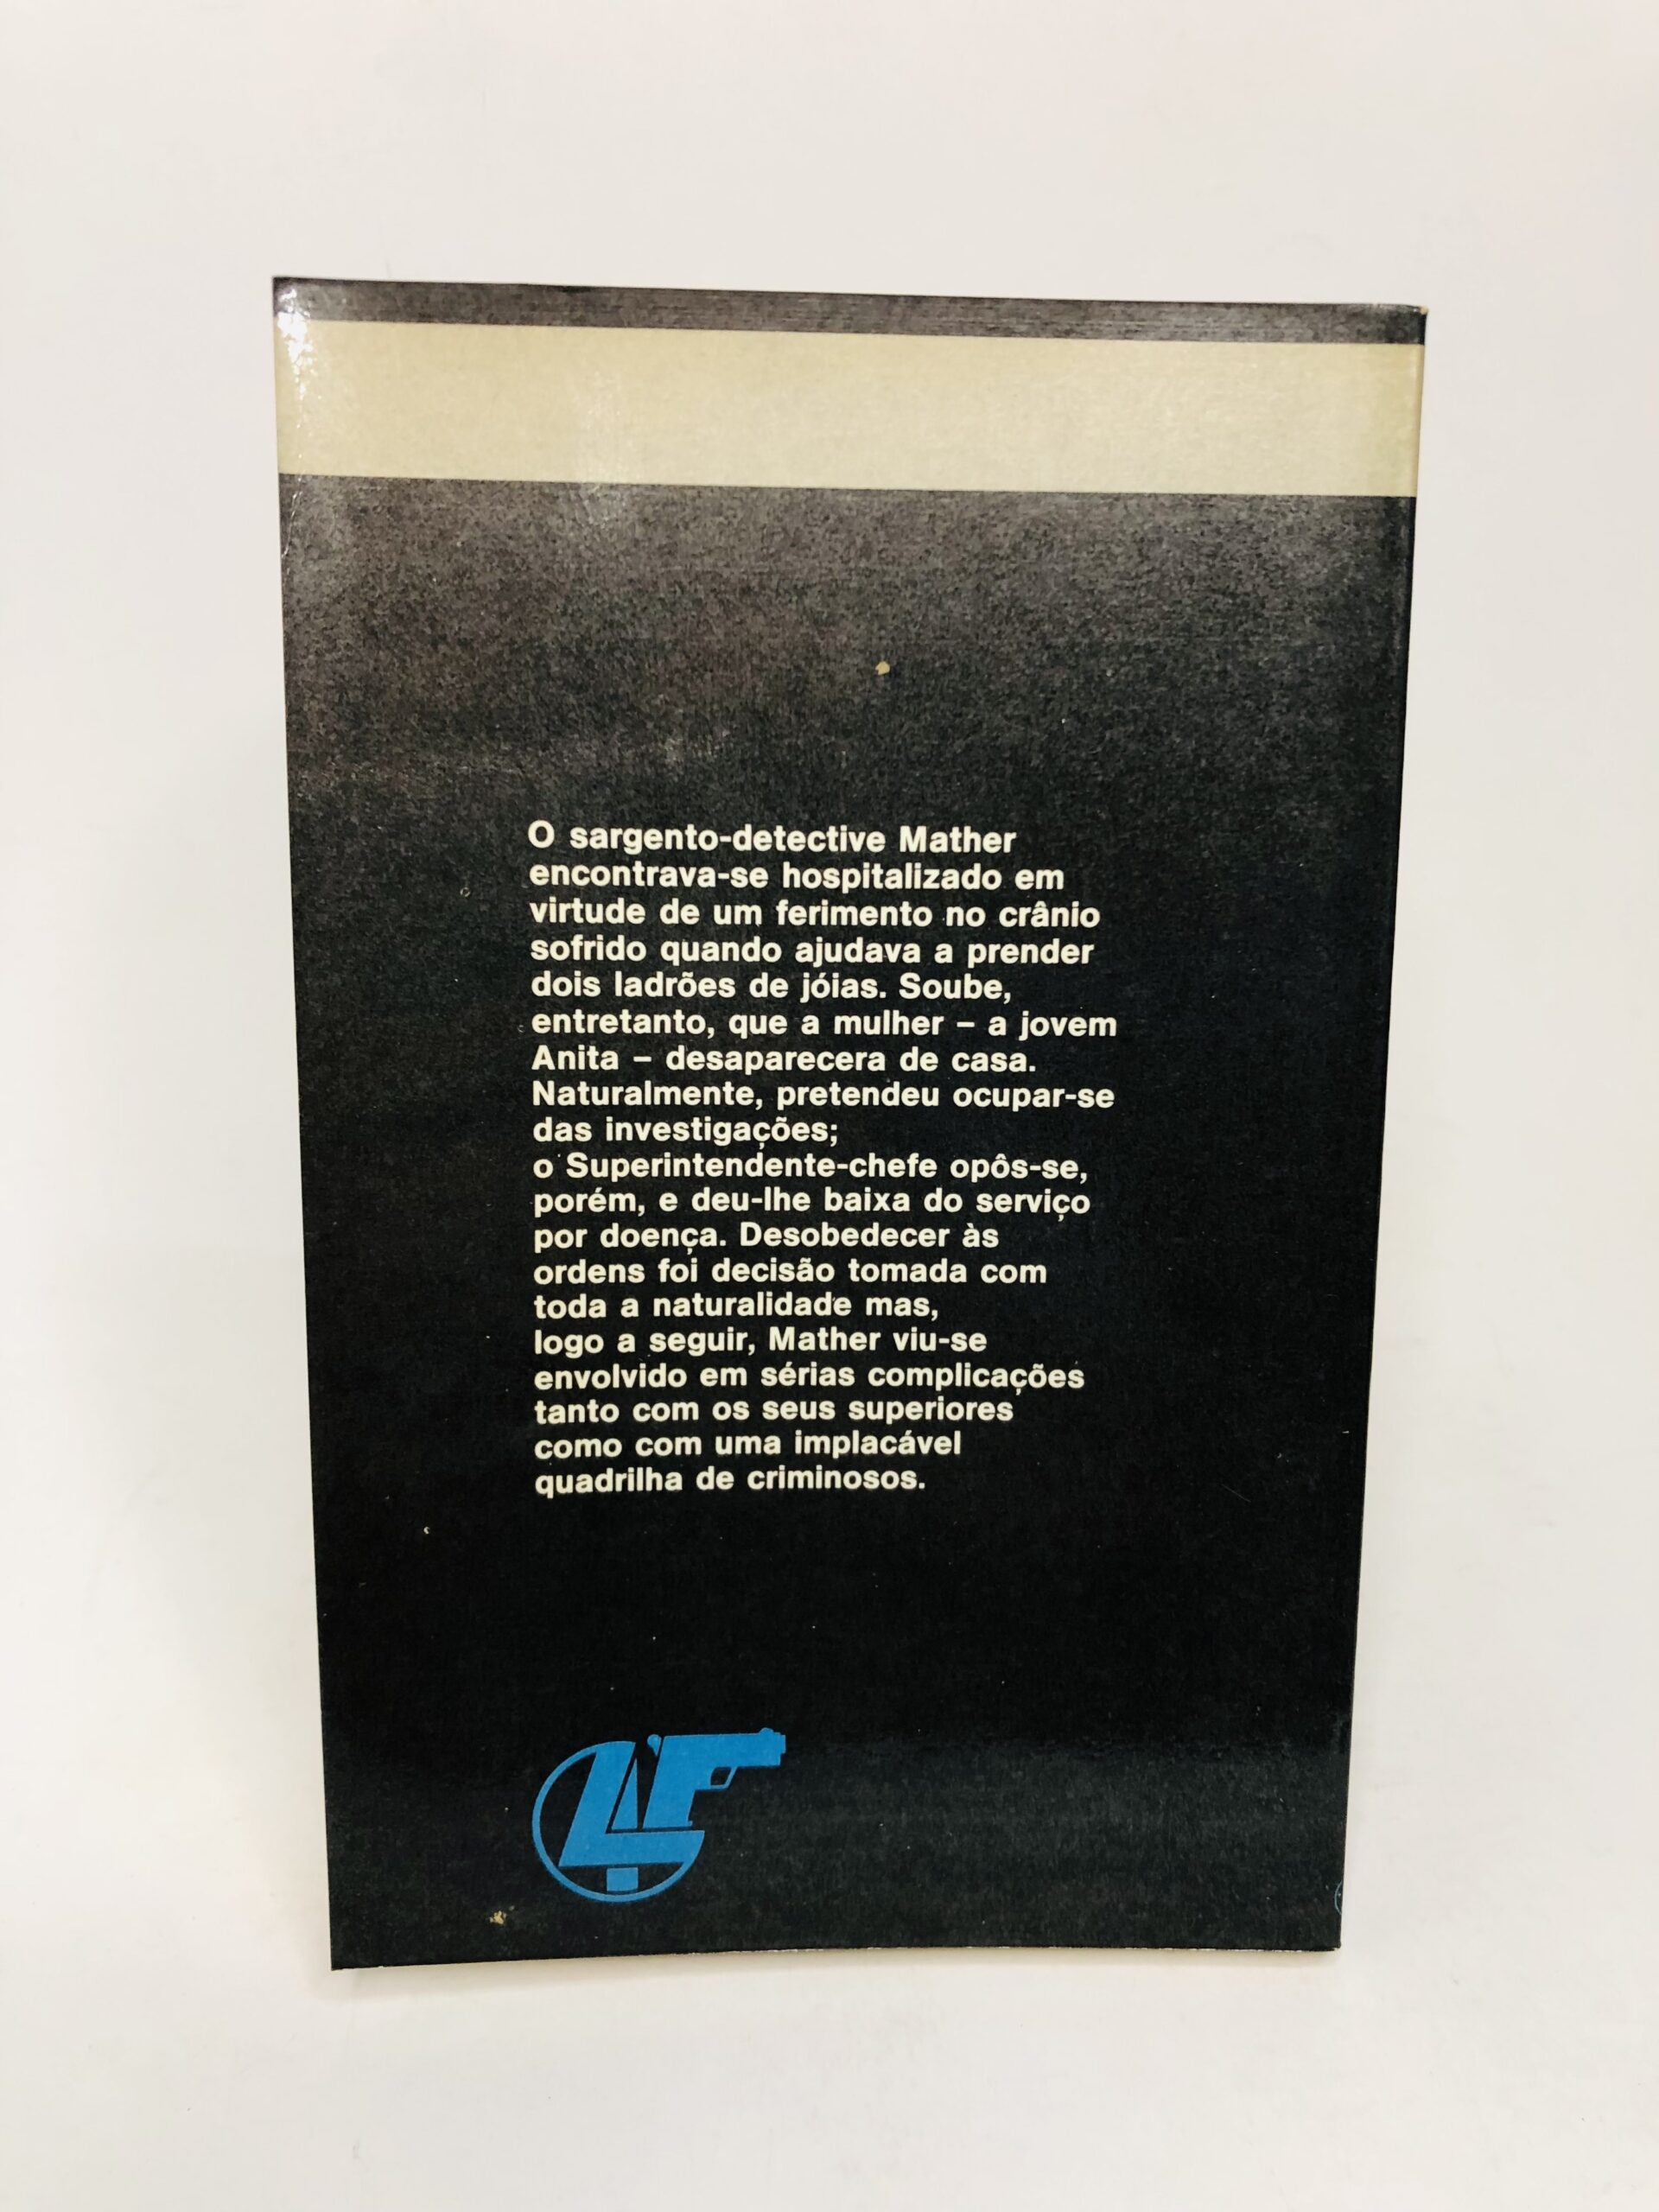 O sargento-detective Mather
encontrava-se hospitalizado em
virtude de um ferimento no crânio
sofrido quando ajudava a prender
dois ladrões de jóias. Soube,
entretanto, que a mulher – a jovem
Anita – desaparecera de casa.
Naturalmente, pretendeu ocupar-se
das investigações;
o Superintendente-chefe opôs-se,
porém, e deu-lhe baixa do serviço
por doença. Desobedecer às
ordens foi decisão tomada com
toda a naturalidade mas,
logo a seguir, Mather viu-se
envolvido em sérias complicações
tanto com os seus superiores
como com uma implacável
quadrilha de criminosos.